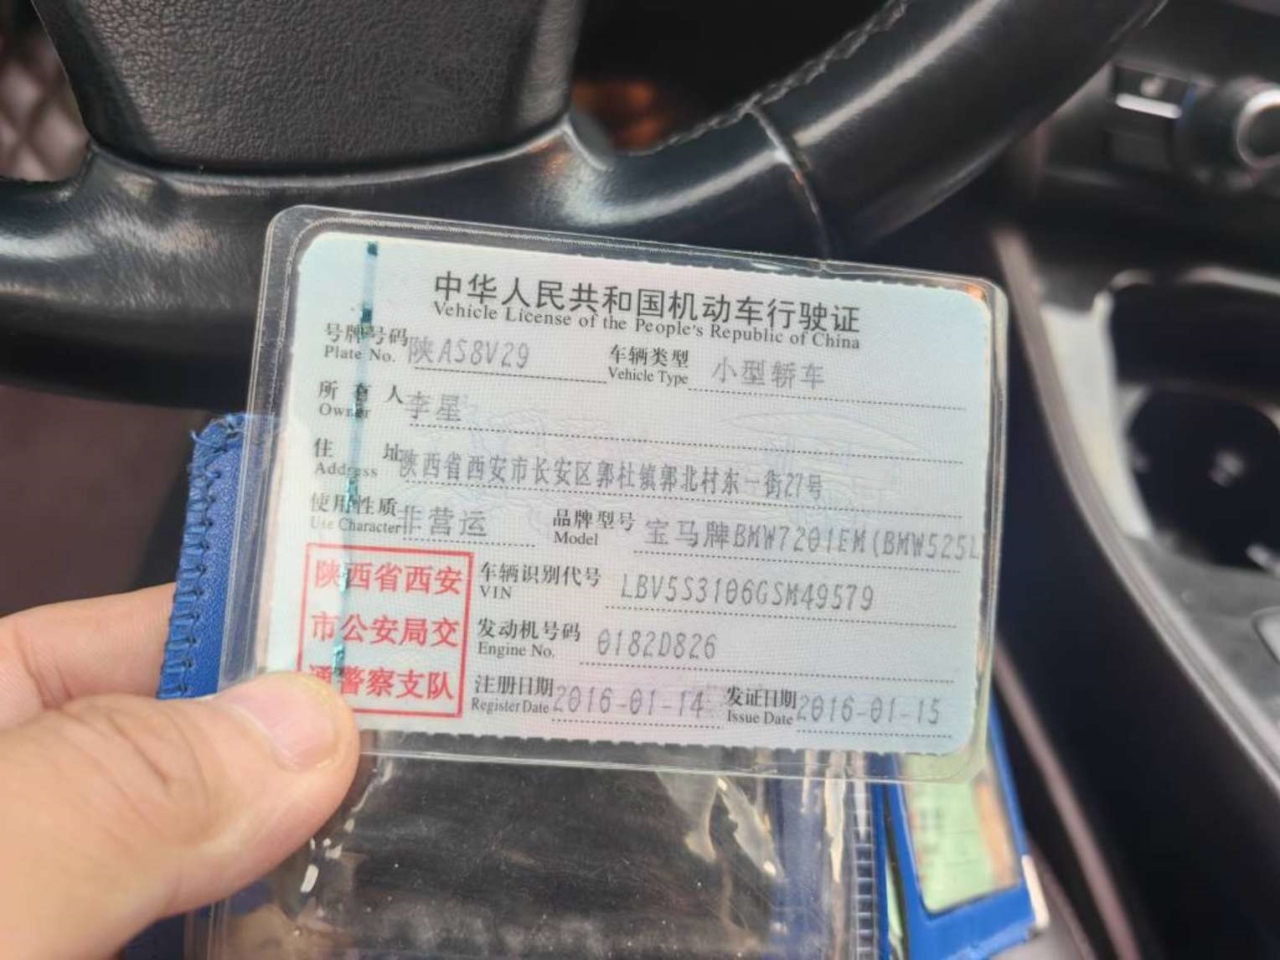 中华人民共和国机动车行驶证
Vehicle License of the People's Republic of China
号牌号码 陕AS8V29 车辆类型 小型轿车
Plate No. Vehicle Type
所有人 李星
Owner
住址 陕西省西安市长安区郭杜镇郭北村东一街27号
Address
使用性质 非营运 品牌型号 宝马牌BMW7201EM(BMW525L
Use Character Model
陕西省西安
市公安局交
通警察支队
车辆识别代号 LBV5S3106GSM49579
VIN
发动机号码 0182D826
Engine No.
注册日期 2016-01-14 发证日期 2016-01-15
Register Date Issue Date